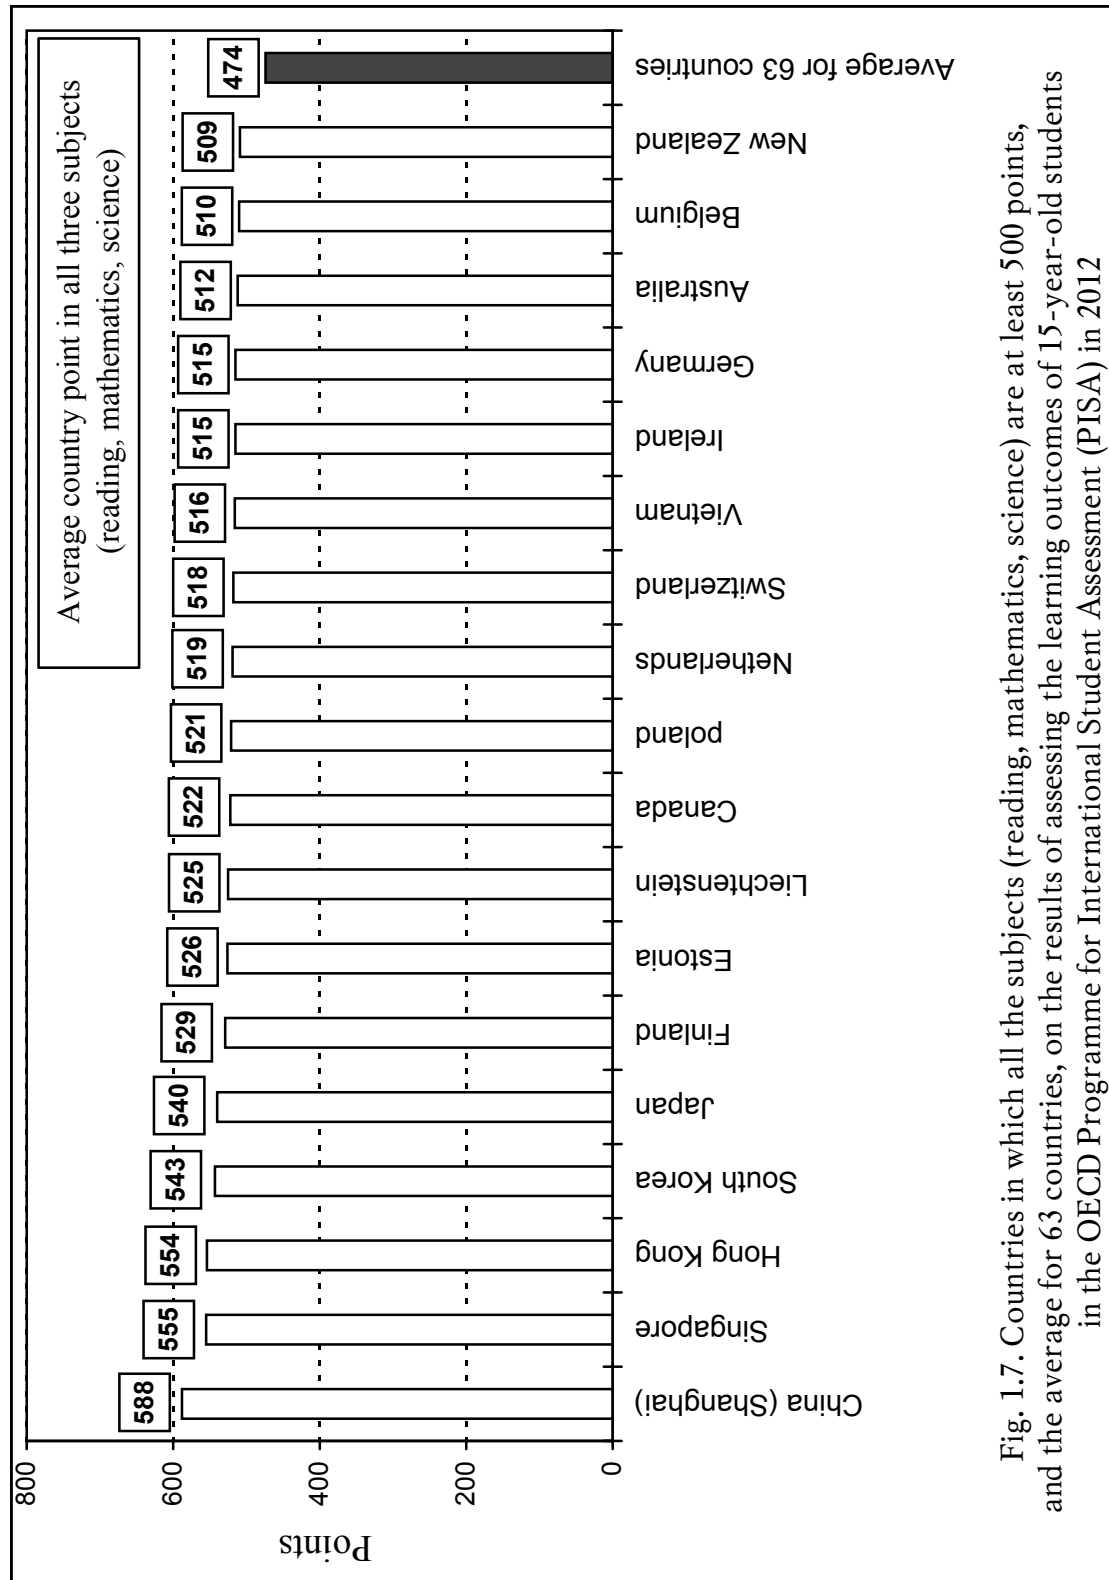 Points
800
600
400
200
0
Average country point in all three subjects
(reading, mathematics, science)
588
555
554
543
540
529
526
525
522
521
519
518
516
515
515
512
510
509
474
China (Shanghai)
Singapore
Hong Kong
South Korea
Japan
Finland
Estonia
Liechtenstein
Canada
poland
Netherlands
Switzerland
Vietnam
Ireland
Germany
Australia
Belgium
New Zealand
Average for 63 countries
Fig. 1.7. Countries in which all the subjects (reading, mathematics, science) are at least 500 points,
and the average for 63 countries, on the results of assessing the learning outcomes of 15-year-old students
in the OECD Programme for International Student Assessment (PISA) in 2012